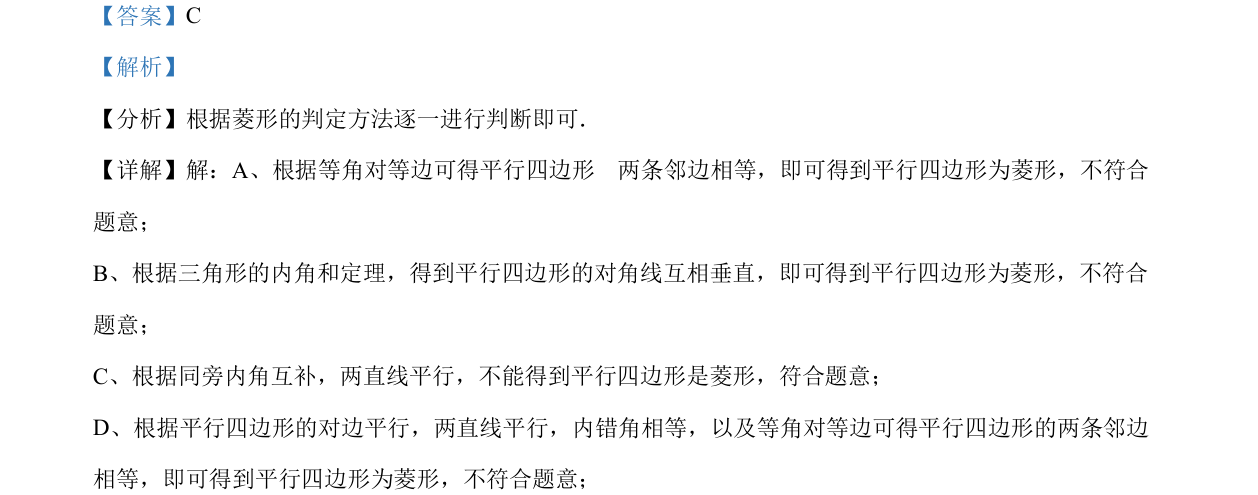 【答案】C
【解析】
【分析】根据菱形的判定方法逐一进行判断即可．
【详解】解：A、根据等角对等边可得平行四边形 两条邻边相等，即可得到平行四边形为菱形，不符合
题意；
B、根据三角形的内角和定理，得到平行四边形的对角线互相垂直，即可得到平行四边形为菱形，不符合
题意；
C、根据同旁内角互补，两直线平行，不能得到平行四边形是菱形，符合题意；
D、根据平行四边形的对边平行，两直线平行，内错角相等，以及等角对等边可得平行四边形的两条邻边
相等，即可得到平行四边形为菱形，不符合题意；